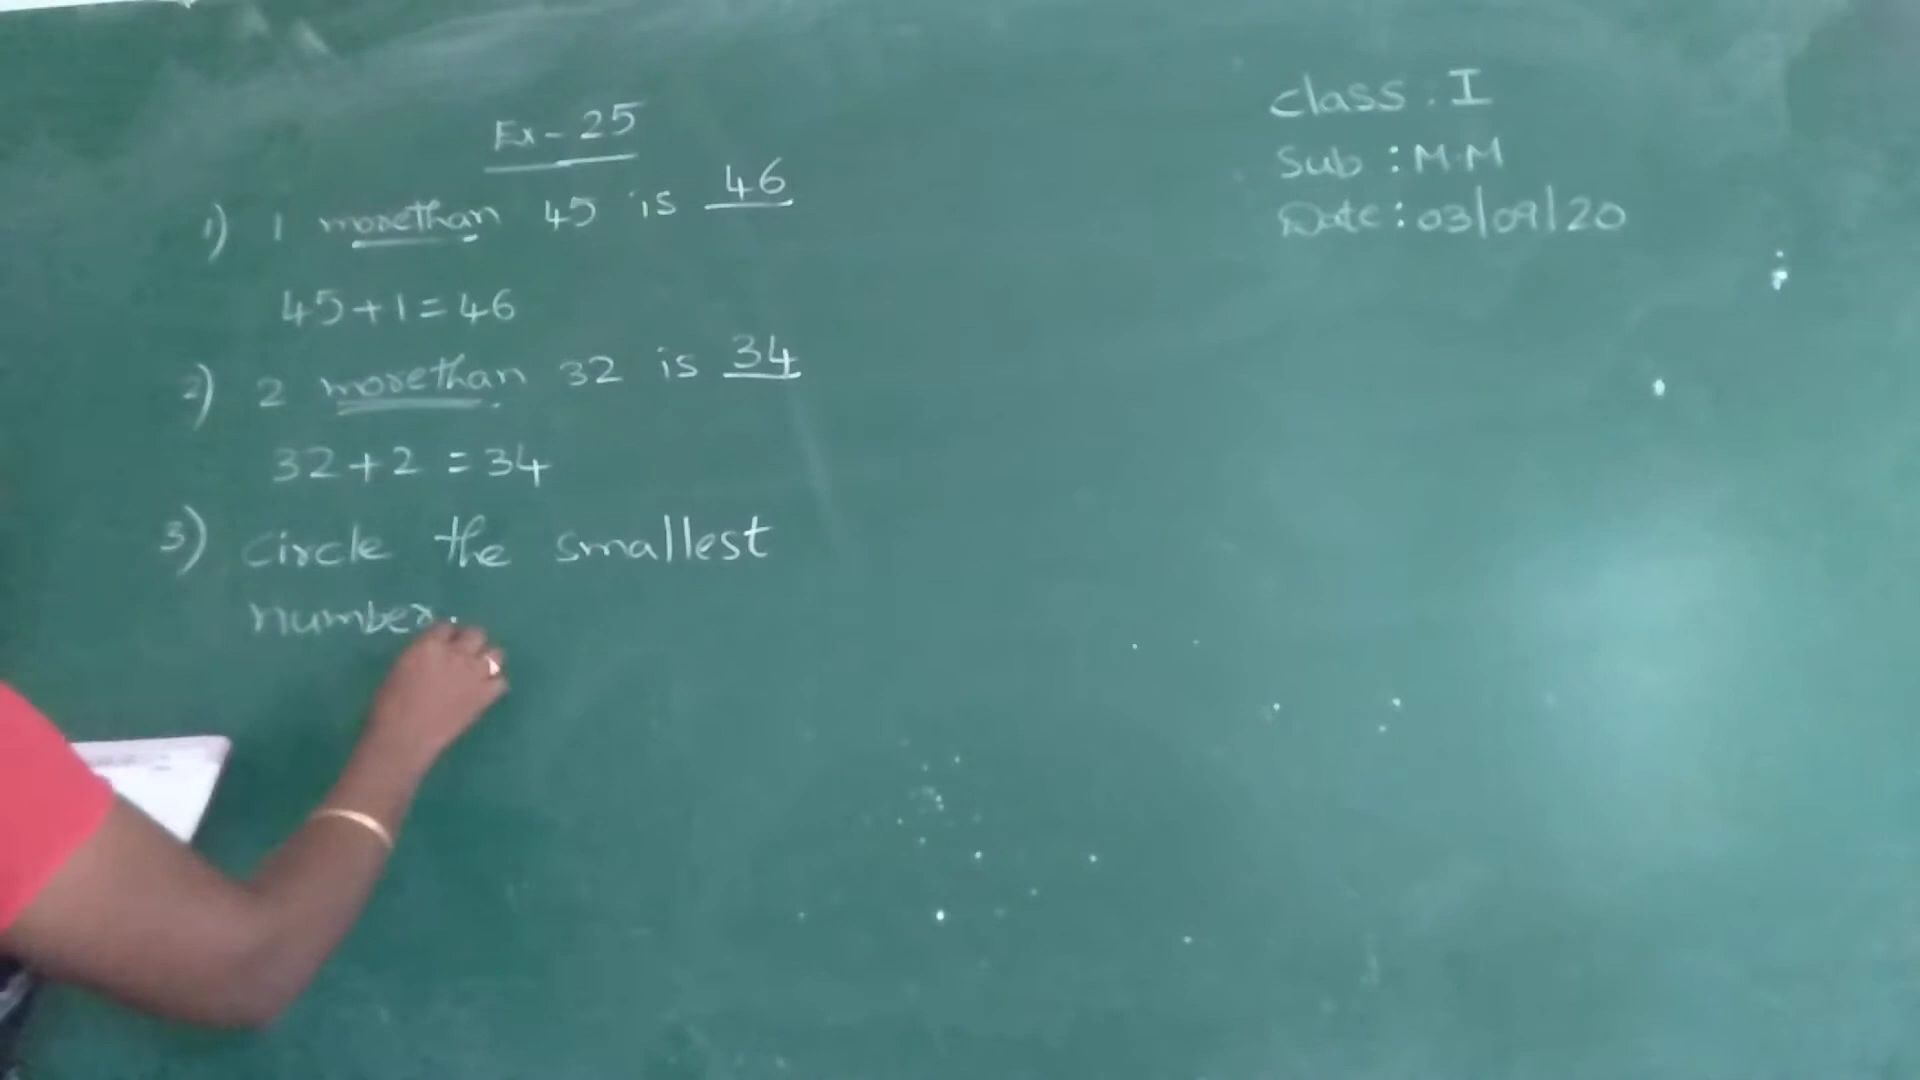 Ex-25
1) 1 morethan 45 is 46
45+1=46
2) 2 morethan 32 is 34
32+2=34
3) circle the smallest
number.
class. I
Sub : M.M
Date : 03/09/20